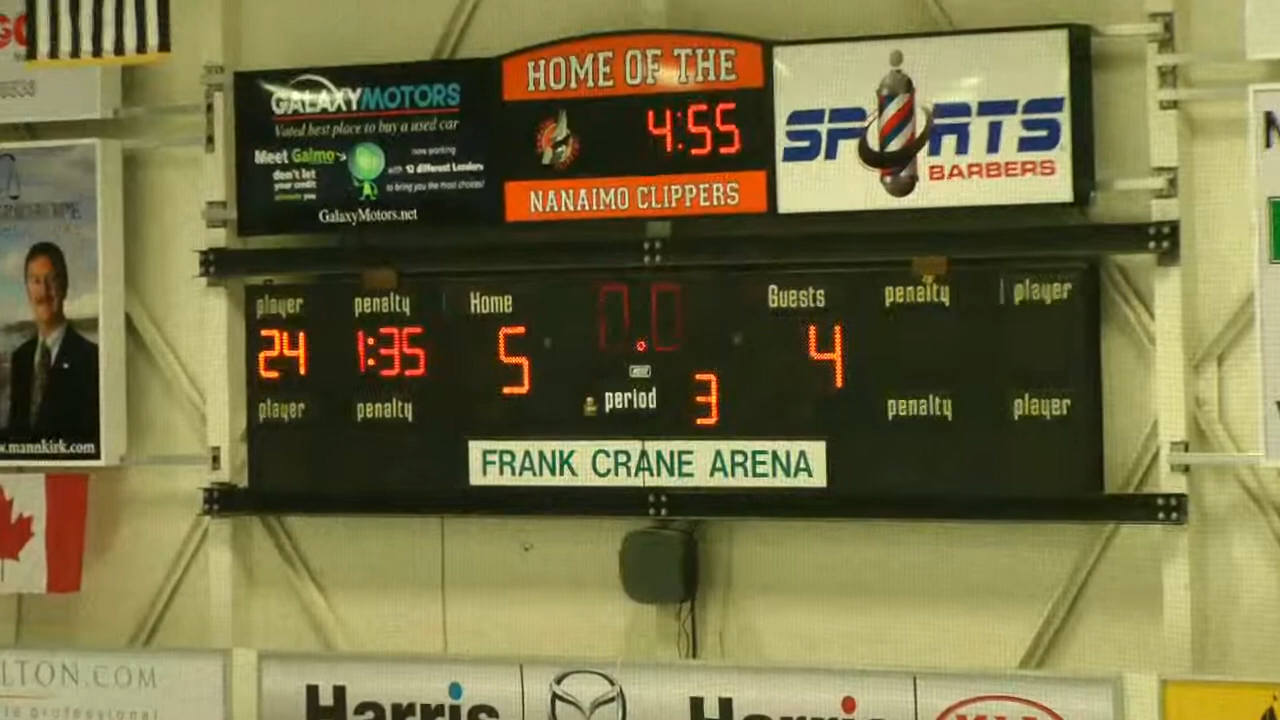 GALAXYMOTORS
Voted best place to buy a used car
Meet Galmo
don't let
your credit
now working
with 12 different Lenders
to bring you the most choices!
GalaxyMotors.net
HOME OF THE
4:55
NANAIMO CLIPPERS
SPORTS
BARBERS
player penalty Home Guests penalty player
24 1:35 5 4
player penalty period 3 penalty player
FRANK CRANE ARENA
www.mannkirk.com
LTON.COM
professional
Harris
Harris
KIA